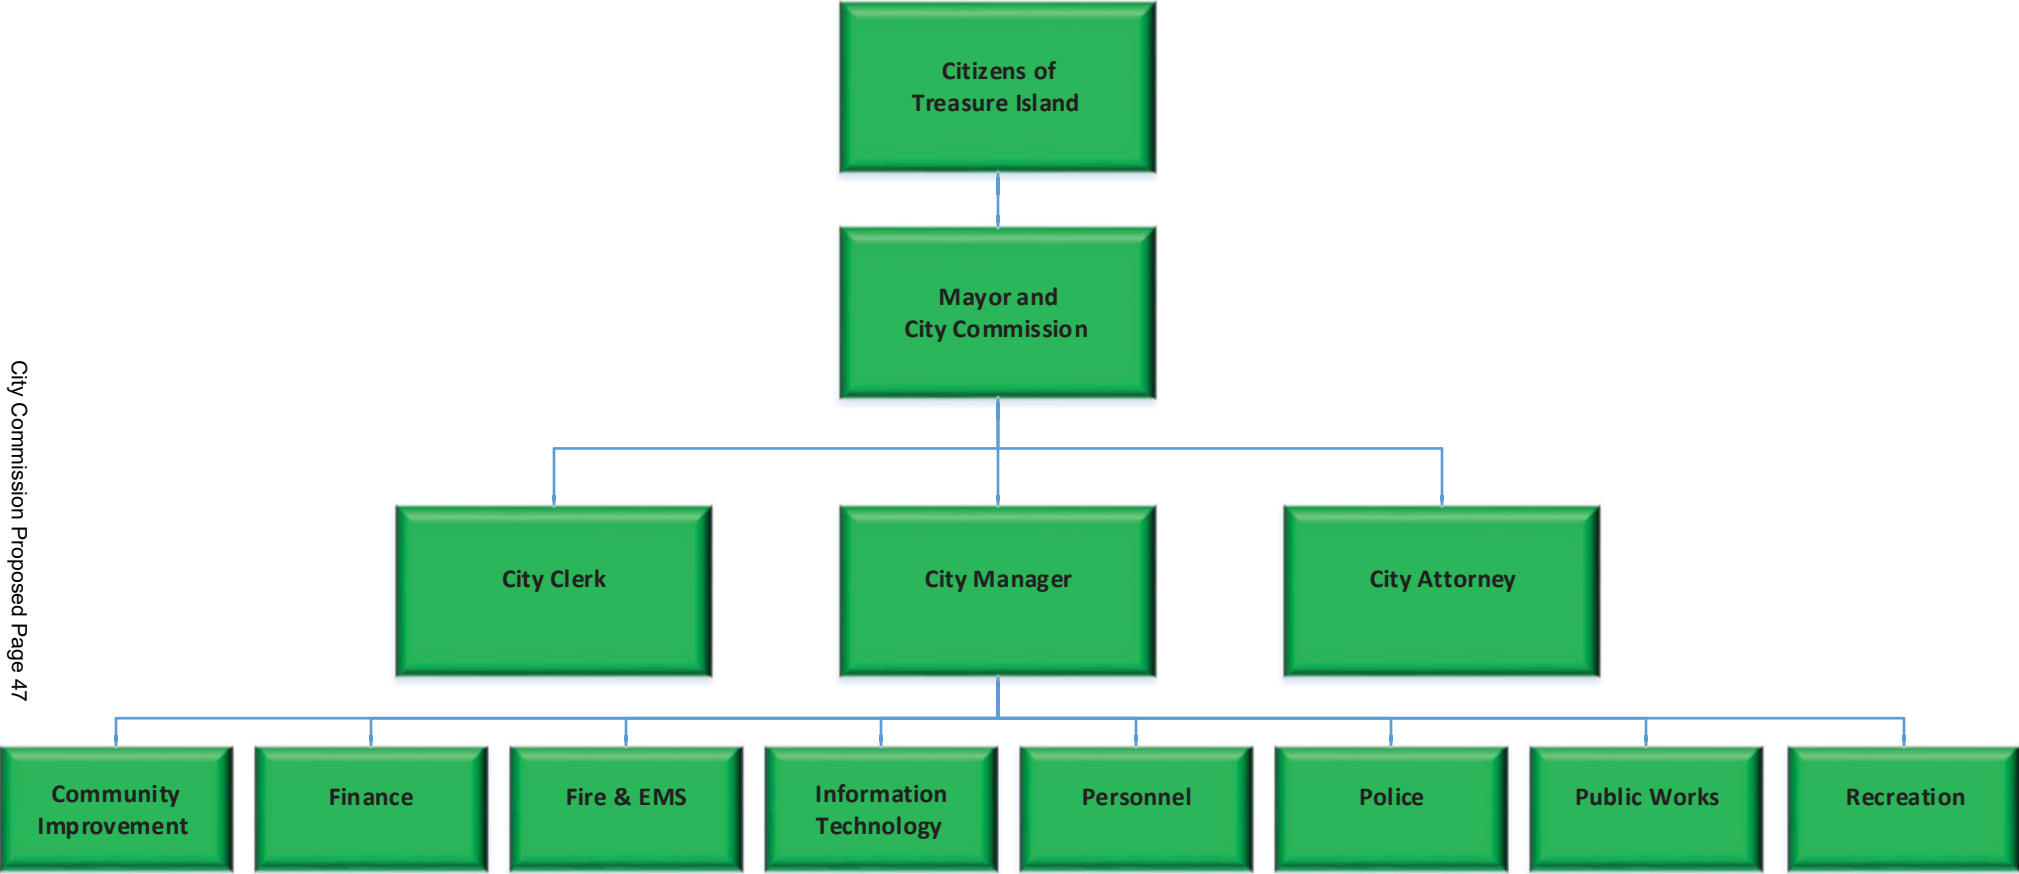 Citizens of
Treasure Island
Mayor and
City Commission
City Clerk
City Manager
City Attorney
Community
Improvement
Finance
Fire & EMS
Information
Technology
Personnel
Police
Public Works
Recreation
City Commission Proposed Page 47